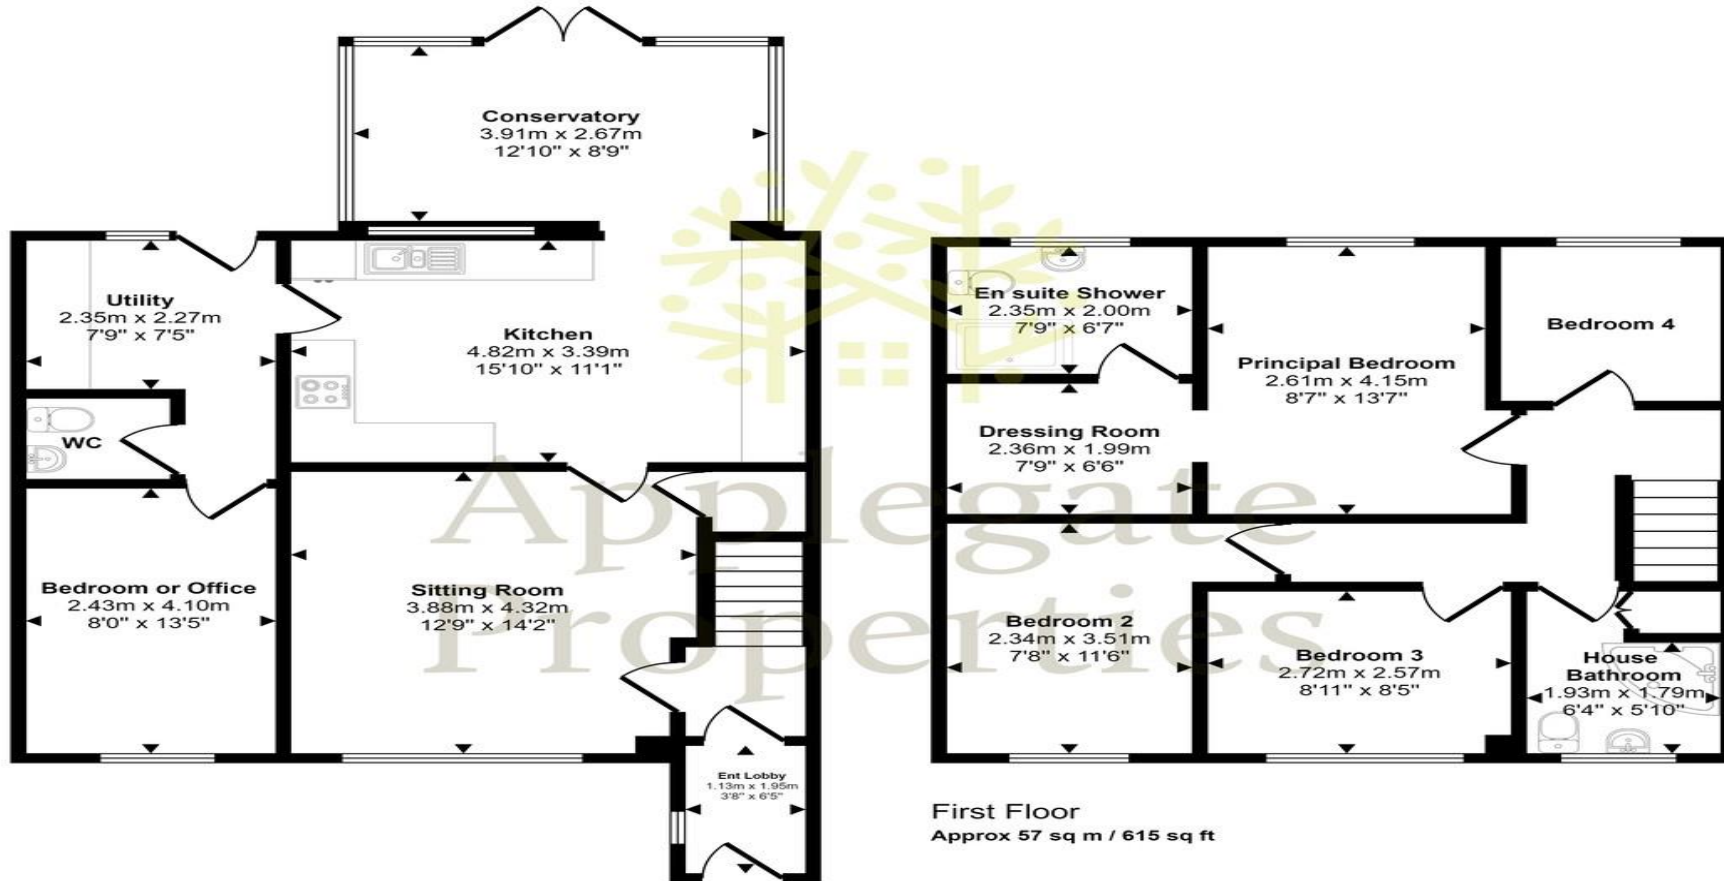 Conservatory
3.91m x 2.67m
12'10" x 8'9"
Utility
2.35m x 2.27m
7'9" x 7'5"
Kitchen
4.82m x 3.39m
15'10" x 11'1"
WC
Bedroom or Office
2.43m x 4.10m
8'0" x 13'5"
Sitting Room
3.88m x 4.32m
12'9" x 14'2"
Ent Lobby
1.13m x 1.95m
3'8" x 6'5"
En suite Shower
2.35m x 2.00m
7'9" x 6'7"
Principal Bedroom
2.61m x 4.15m
8'7" x 13'7"
Bedroom 4
Dressing Room
2.36m x 1.99m
7'9" x 6'6"
Bedroom 2
2.34m x 3.51m
7'8" x 11'6"
Bedroom 3
2.72m x 2.57m
8'11" x 8'5"
House
Bathroom
1.93m x 1.79m
6'4" x 5'10"
First Floor
Approx 57 sq m / 615 sq ft
Applegate
Properties